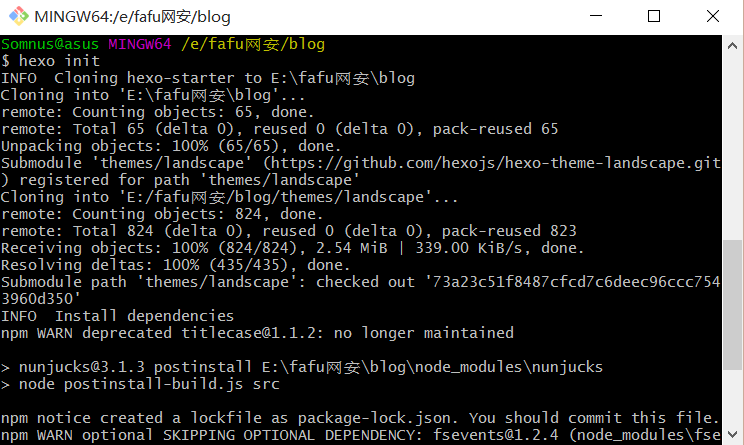 MINGW64:/e/fafu网安/blog
Somnus@asus MINGW64 /e/fafu网安/blog
$ hexo init
INFO  Cloning hexo-starter to E:\fafu网安\blog
Cloning into 'E:\fafu网安\blog'...
remote: Counting objects: 65, done.
remote: Total 65 (delta 0), reused 0 (delta 0), pack-reused 65
Unpacking objects: 100% (65/65), done.
Submodule 'themes/landscape' (https://github.com/hexojs/hexo-theme-landscape.git
) registered for path 'themes/landscape'
Cloning into 'E:/fafu网安/blog/themes/landscape'...
remote: Counting objects: 824, done.
remote: Total 824 (delta 0), reused 0 (delta 0), pack-reused 823
Receiving objects: 100% (824/824), 2.54 MiB | 339.00 KiB/s, done.
Resolving deltas: 100% (435/435), done.
Submodule path 'themes/landscape': checked out '73a23c51f8487cfcd7c6deec96ccc754
3960d350'
INFO  Install dependencies
npm WARN deprecated titlecase@1.1.2: no longer maintained
> nunjucks@3.1.3 postinstall E:\fafu网安\blog\node_modules\nunjucks
> node postinstall-build.js src
npm notice created a lockfile as package-lock.json. You should commit this file.
npm WARN optional SKIPPING OPTIONAL DEPENDENCY: fsevents@1.2.4 (node_modules\fse